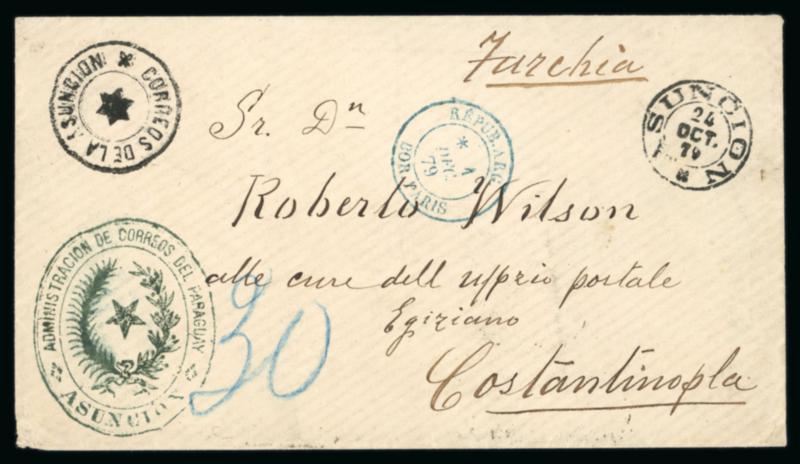 Turchia
CORREOS DE LA ASUNCION
ASUNCION
24
OCT.
79
RÉPUB. ARG.
1
DEC
79
COR. PARIS
Sr. Dn
Roberto Wilson
alle cure dell uffizio postale
Egiziano
Costantinopla
30
ADMINISTRACION DE CORREOS DEL PARAGUAY
ASUNCION